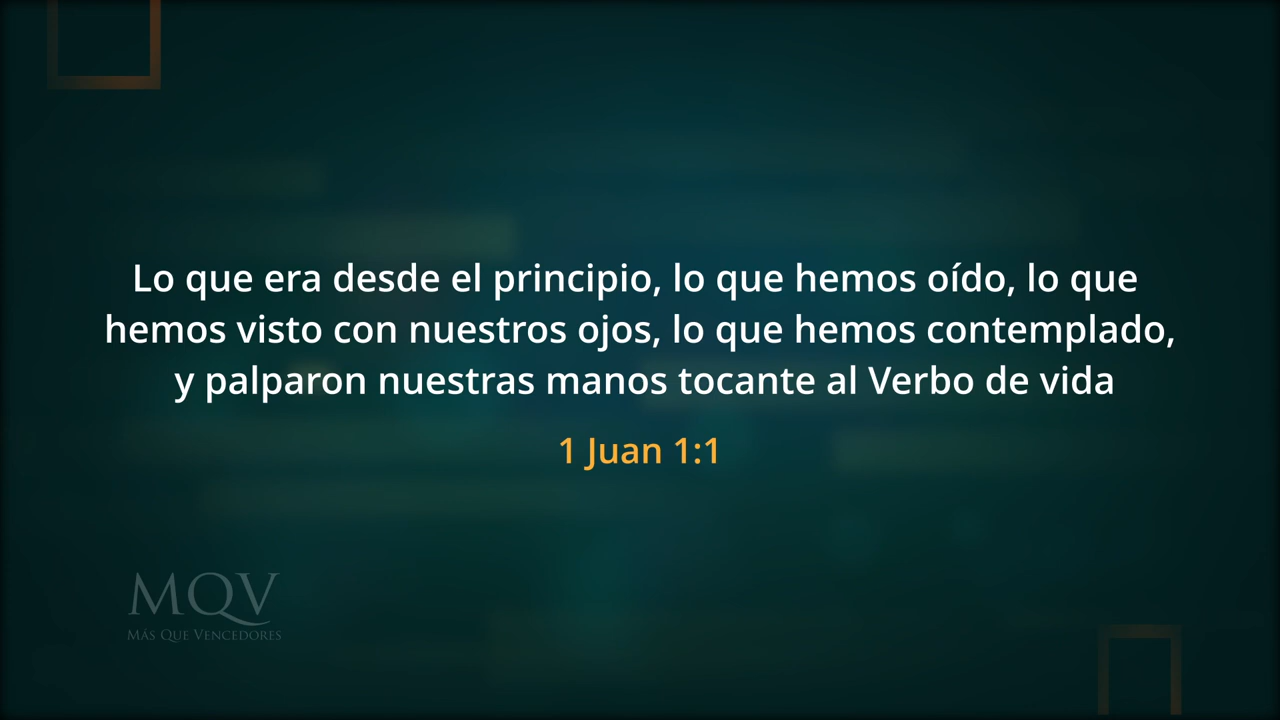 Lo que era desde el principio, lo que hemos oído, lo que
hemos visto con nuestros ojos, lo que hemos contemplado,
y palparon nuestras manos tocante al Verbo de vida
1 Juan 1:1
MQV
Más Que Vencedores